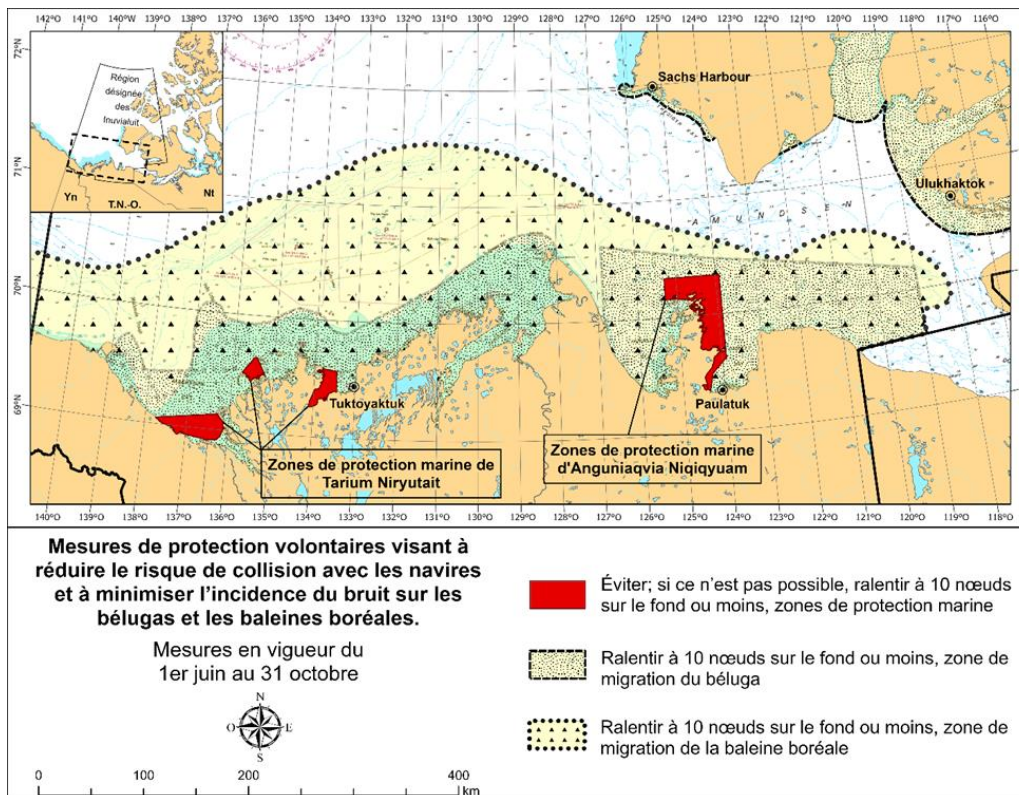 142°O 141°O 140°O 139°O 138°O 137°O 136°O 135°O 134°O 133°O 132°O 131°O 130°O 129°O 128°O 127°O 126°O 125°O 124°O 123°O 122°O 121°O 120°O 119°O 118°O 117°O 116°O
72°N
71°N
70°N
69°N
Région
désignée
des
Inuvialuit
Yn
T.N.-O.
Nt
Sachs Harbour
Ulukhaktok
AMUNDSEN
Tuktoyaktuk
Paulatuk
Zones de protection marine de
Tarium Niryutait
Zones de protection marine
d'Anguniaqvia Niqiqyuam
140°O 139°O 138°O 137°O 136°O 135°O 134°O 133°O 132°O 131°O 130°O 129°O 128°O 127°O 126°O 125°O 124°O 123°O 122°O 121°O 120°O 119°O 118°O
Mesures de protection volontaires visant à
réduire le risque de collision avec les navires
et à minimiser l'incidence du bruit sur les
bélugas et les baleines boréales.
Mesures en vigueur du
1er juin au 31 octobre
N
O E
S
0 100 200 400
km
Éviter; si ce n'est pas possible, ralentir à 10 nœuds
sur le fond ou moins, zones de protection marine
Ralentir à 10 nœuds sur le fond ou moins, zone de
migration du béluga
Ralentir à 10 nœuds sur le fond ou moins, zone de
migration de la baleine boréale